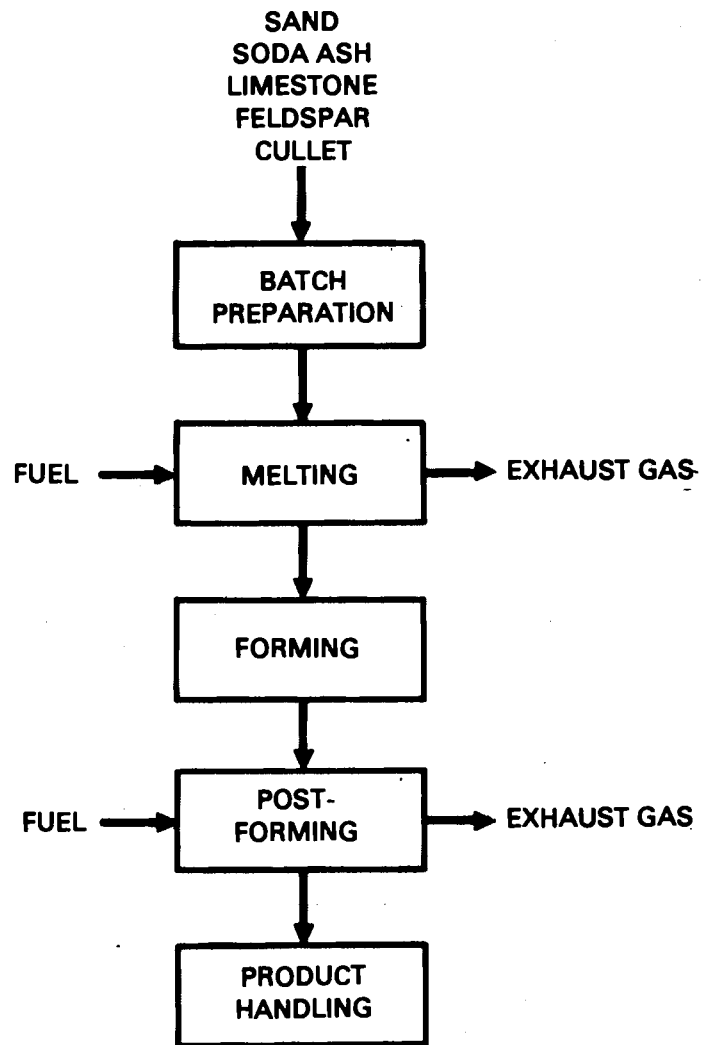 SAND
SODA ASH
LIMESTONE
FELDSPAR
CULLET
BATCH
PREPARATION
FUEL
MELTING
EXHAUST GAS
FORMING
FUEL
POST-
FORMING
EXHAUST GAS
PRODUCT
HANDLING